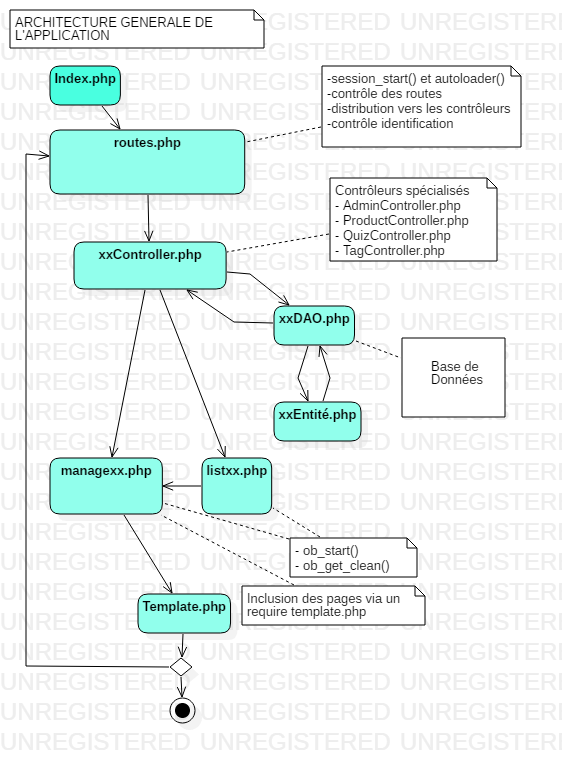 ARCHITECTURE GENERALE DE
L'APPLICATION
Index.php
-session_start() et autoloader()
-contrôle des routes
-distribution vers les contrôleurs
-contrôle identification
routes.php
Contrôleurs spécialisés
- AdminController.php
- ProductController.php
- QuizController.php
- TagController.php
xxController.php
xxDAO.php
Base de
Données
xxEntité.php
managexx.php
listxx.php
- ob_start()
- ob_get_clean()
Inclusion des pages via un
require template.php
Template.php
UNREGISTERED UNREGISTERED UNREGISTERED